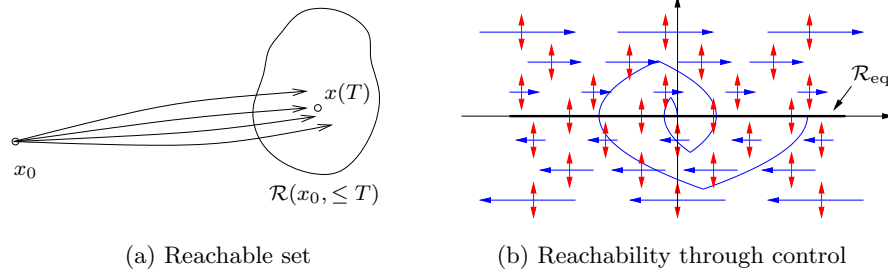 x(T)
x₀
ℛ(x₀, ≤ T)
ℛeq
(a) Reachable set
(b) Reachability through control